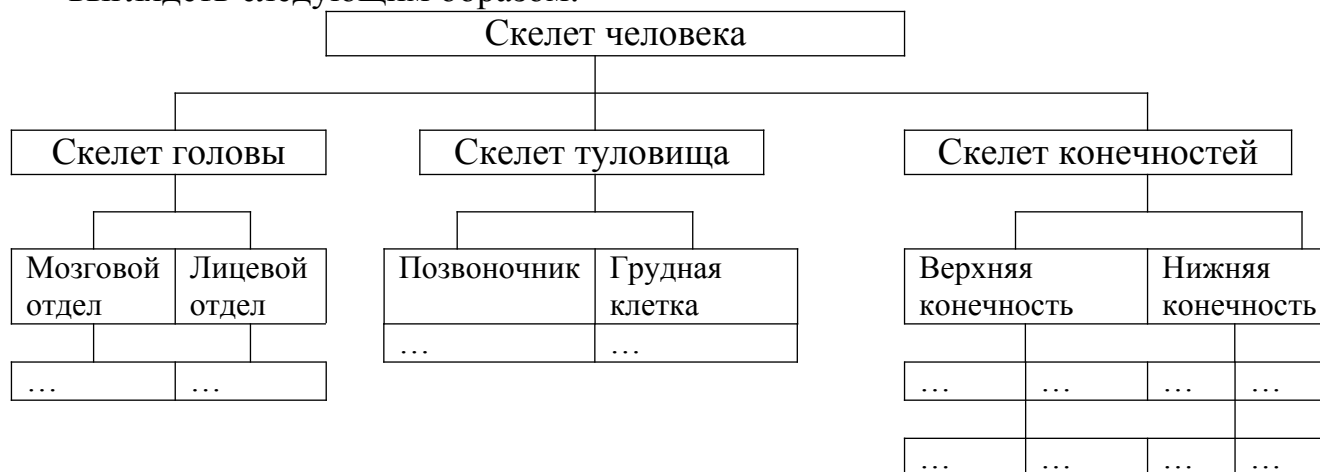 Скелет человека
Скелет головы Скелет туловища Скелет конечностей
Мозговой отдел Лицевой отдел Позвоночник Грудная клетка Верхняя конечность Нижняя конечность
… …
… … … … … …
… … … …